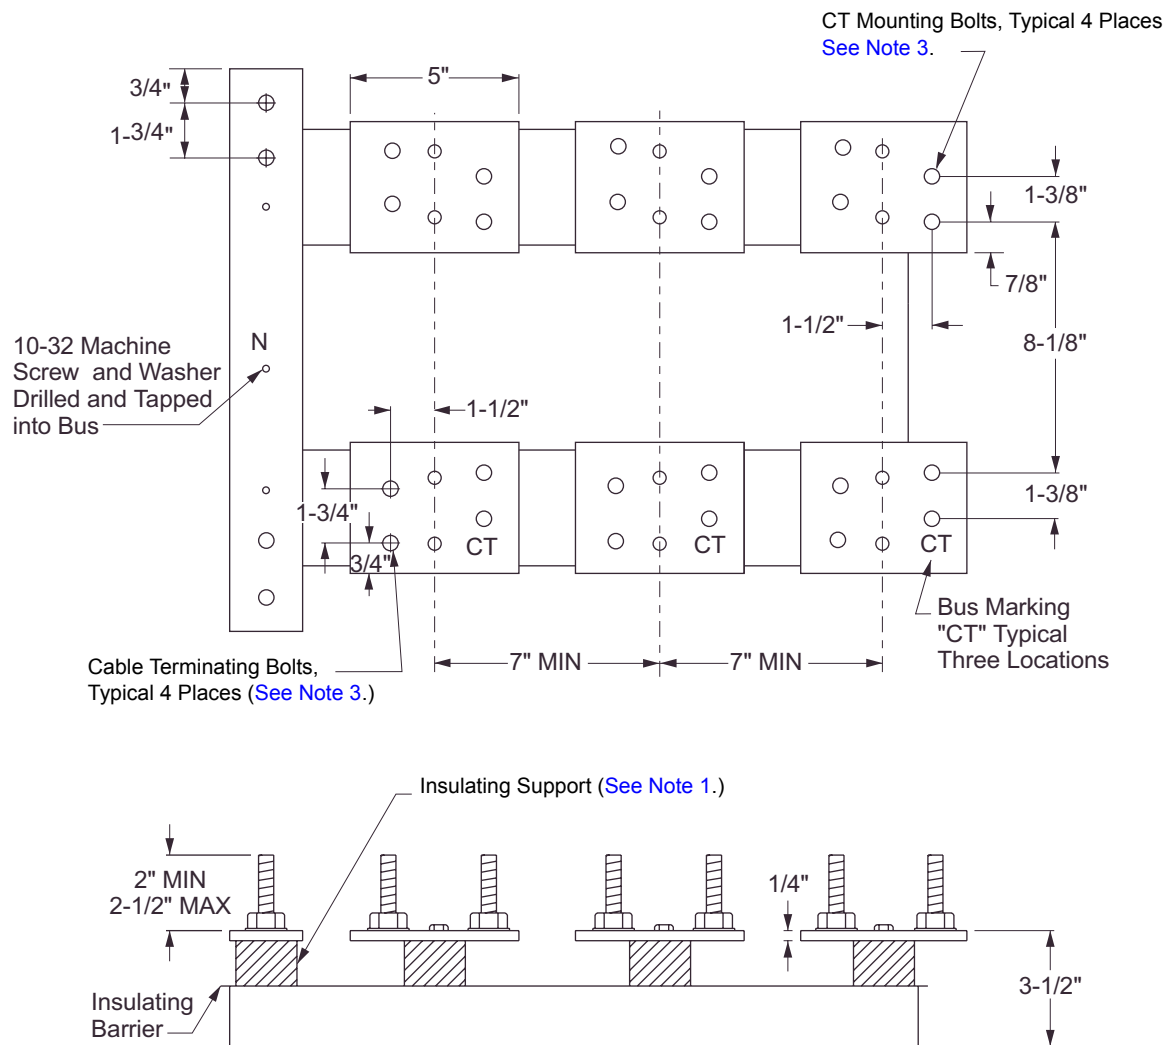 CT Mounting Bolts, Typical 4 Places
See Note 3.
3/4"
5"
1-3/4"
1-3/8"
7/8"
1-1/2"
8-1/8"
N
10-32 Machine
Screw and Washer
Drilled and Tapped
into Bus
1-1/2"
1-3/4"
3/4"
CT
CT
CT
1-3/8"
Bus Marking
"CT" Typical
Three Locations
7" MIN
7" MIN
Cable Terminating Bolts,
Typical 4 Places (See Note 3.)
Insulating Support (See Note 1.)
2" MIN
2-1/2" MAX
1/4"
3-1/2"
Insulating
Barrier